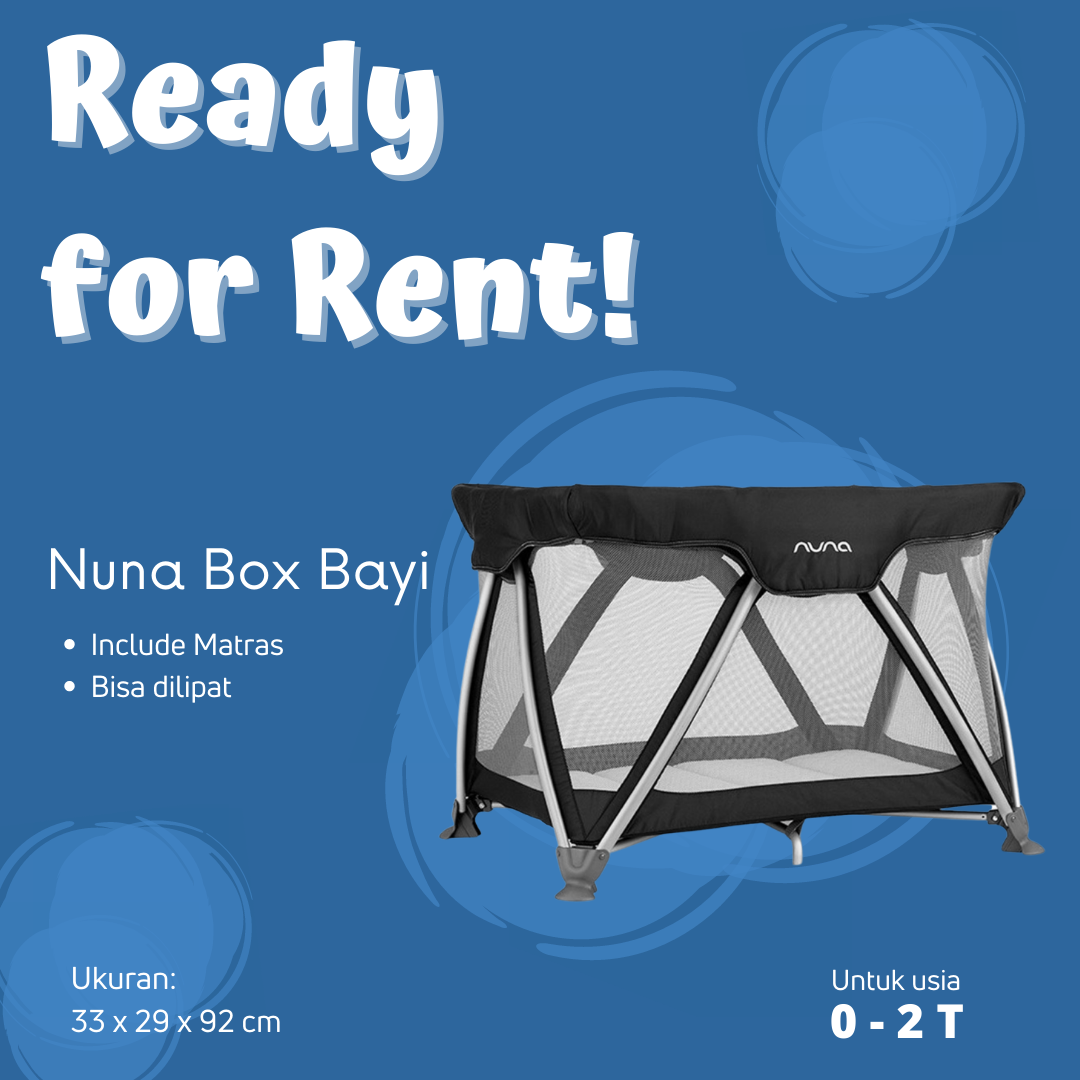 Ready
for Rent!
nuna
Nuna Box Bayi
• Include Matras
• Bisa dilipat
Ukuran:
33 x 29 x 92 cm
Untuk usia
0 - 2 T